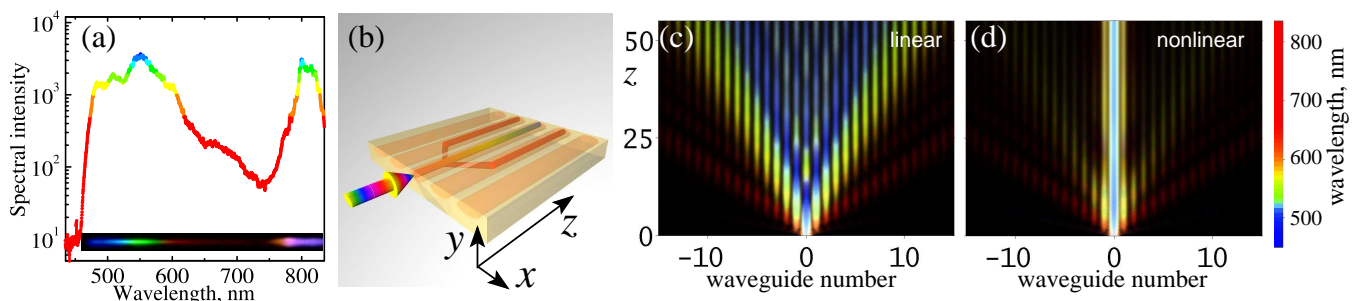 (a)
10⁴
10³
10²
10¹
Spectral intensity
500 600 700 800
Wavelength, nm
(b)
y
z
x
(c)
linear
z
50
25
0
−10 0 10
waveguide number
(d)
nonlinear
−10 0 10
waveguide number
800
700
600
500
wavelength, nm